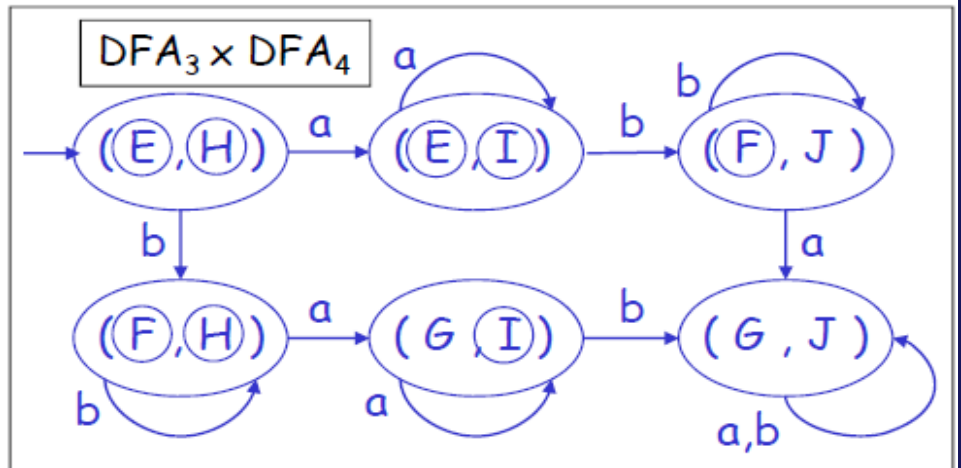 DFA₃ x DFA₄
a
b
(E,H)
a
(E,I)
b
(F,J)
b
a
(F,H)
a
(G,I)
b
(G,J)
b
a
a,b